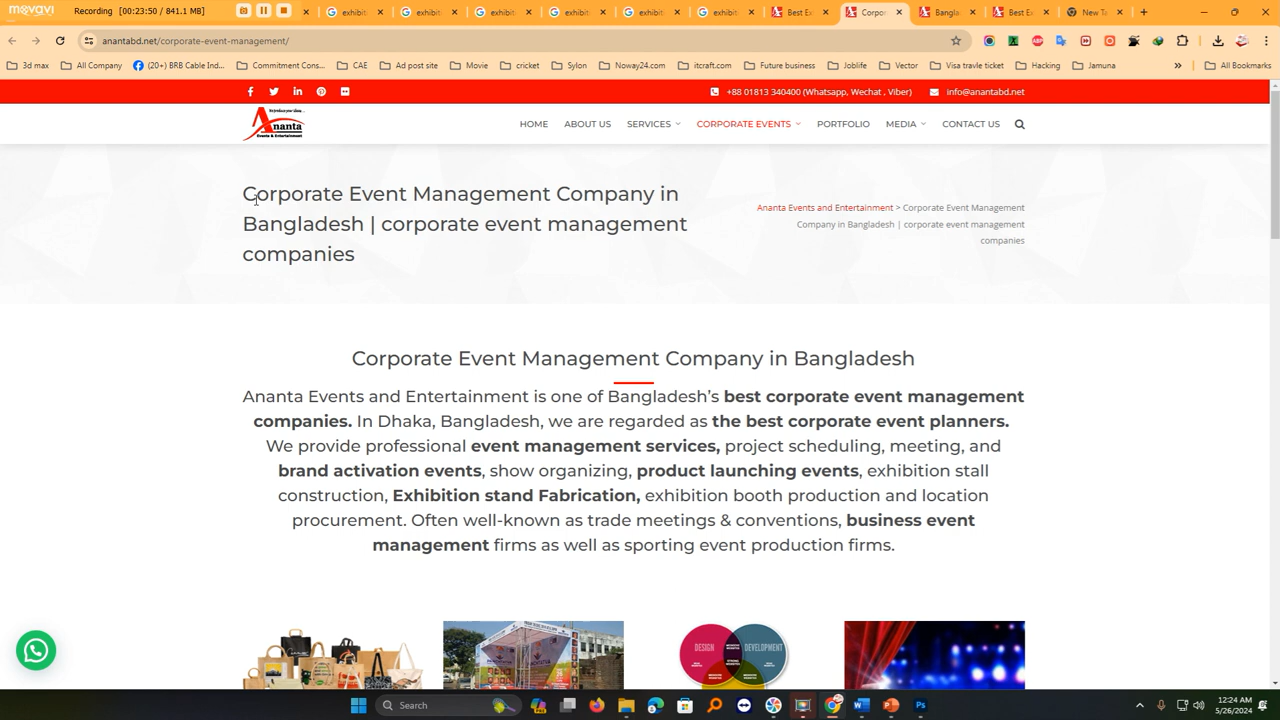 movavi
Recording [00:23:50 / 841.1 MB]
exhibit
exhibit
exhibit
exhibit
exhibit
exhibit
Best Ex
Corpor
Bangla
Best Ex
New Ta
anantabd.net/corporate-event-management/
3d max
All Company
(20+) BRB Cable Ind...
Commitment Cons...
CAE
Ad post site
Movie
cricket
Sylon
Noway24.com
itcraft.com
Future business
Joblife
Vector
Visa travle ticket
Hacking
Jamuna
All Bookmarks
+88 01813 340400 (Whatsapp, Wechat , Viber)
info@anantabd.net
Ananta
Events & Entertainment
HOME
ABOUT US
SERVICES
CORPORATE EVENTS
PORTFOLIO
MEDIA
CONTACT US
Corporate Event Management Company in
Bangladesh | corporate event management
companies
Ananta Events and Entertainment > Corporate Event Management
Company in Bangladesh | corporate event management
companies
Corporate Event Management Company in Bangladesh
Ananta Events and Entertainment is one of Bangladesh's best corporate event management
companies. In Dhaka, Bangladesh, we are regarded as the best corporate event planners.
We provide professional event management services, project scheduling, meeting, and
brand activation events, show organizing, product launching events, exhibition stall
construction, Exhibition stand Fabrication, exhibition booth production and location
procurement. Often well-known as trade meetings & conventions, business event
management firms as well as sporting event production firms.
DESIGN
DEVELOPMENT
Search
12:24 AM
5/26/2024